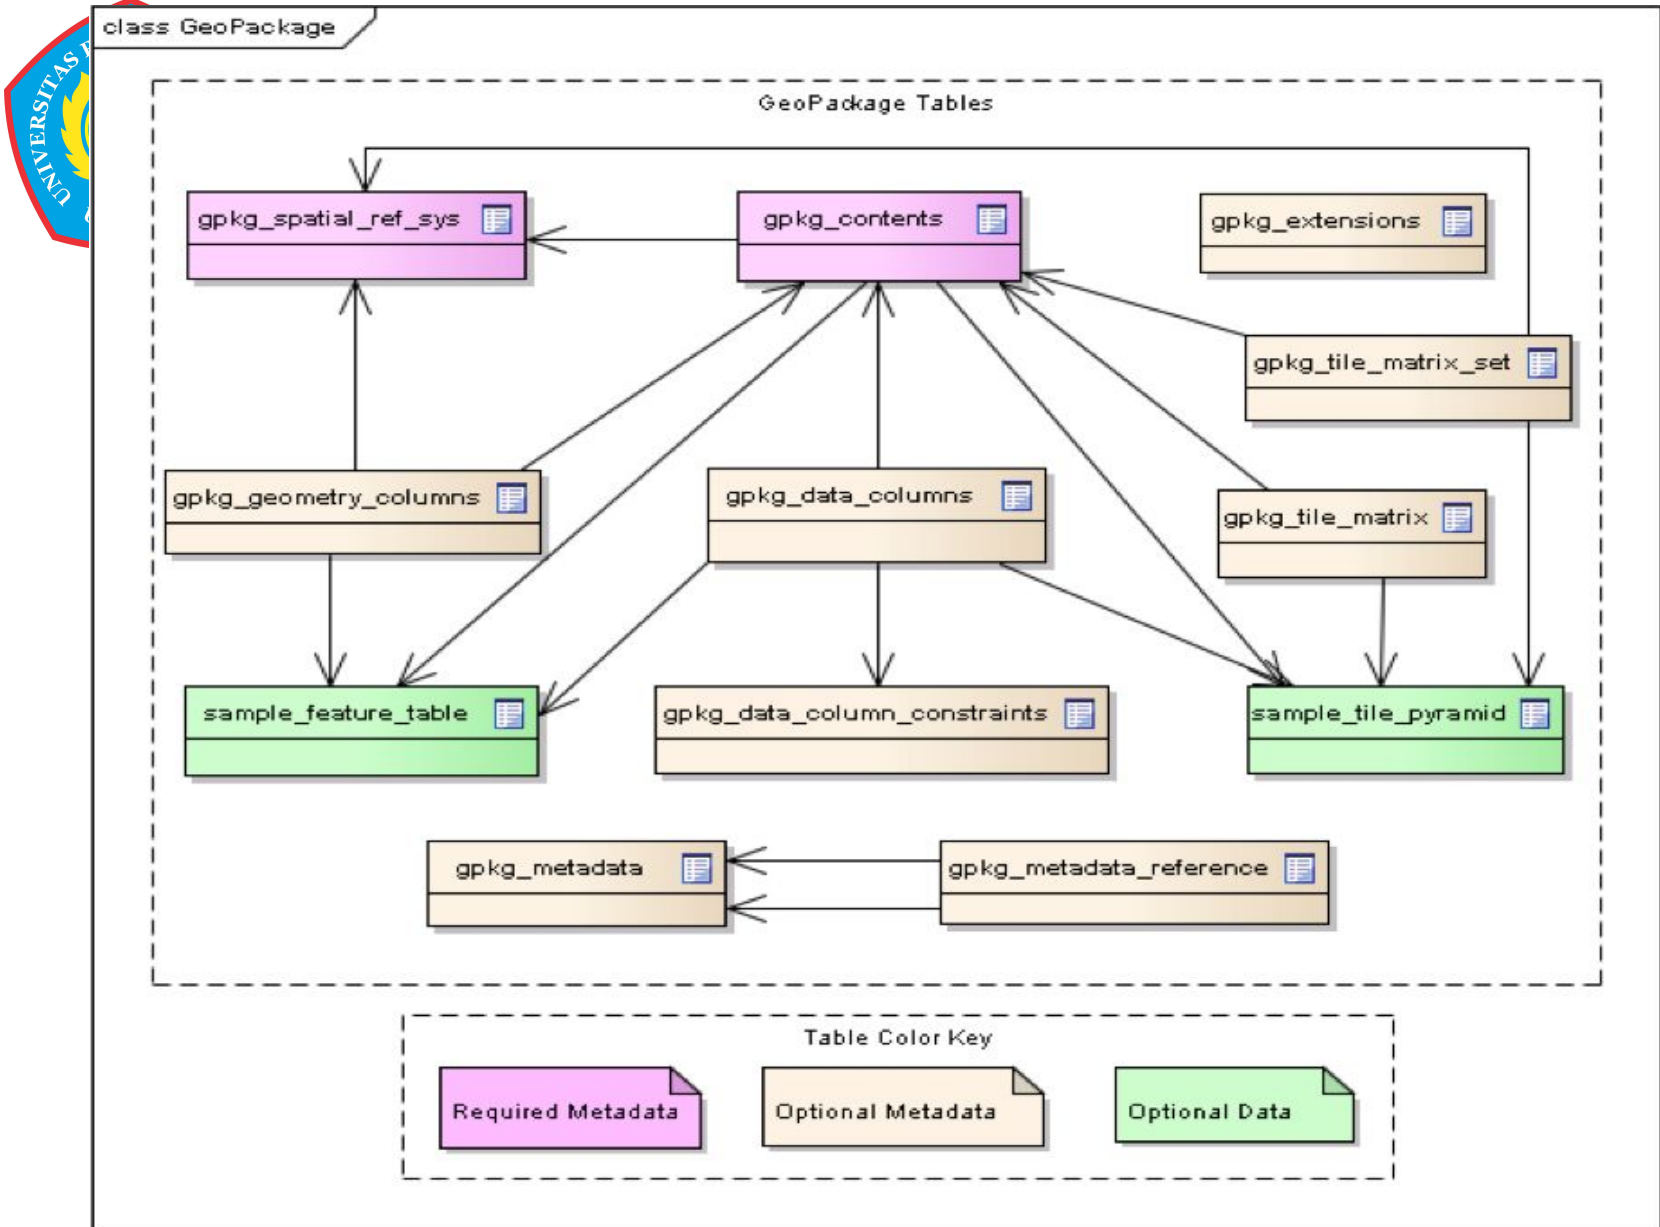 class GeoPackage
UNIVERSITAS
GeoPackage Tables
gpkg_spatial_ref_sys
gpkg_contents
gpkg_extensions
gpkg_tile_matrix_set
gpkg_geometry_columns
gpkg_data_columns
gpkg_tile_matrix
sample_feature_table
gpkg_data_column_constraints
sample_tile_pyramid
gpkg_metadata
gpkg_metadata_reference
Table Color Key
Required Metadata
Optional Metadata
Optional Data